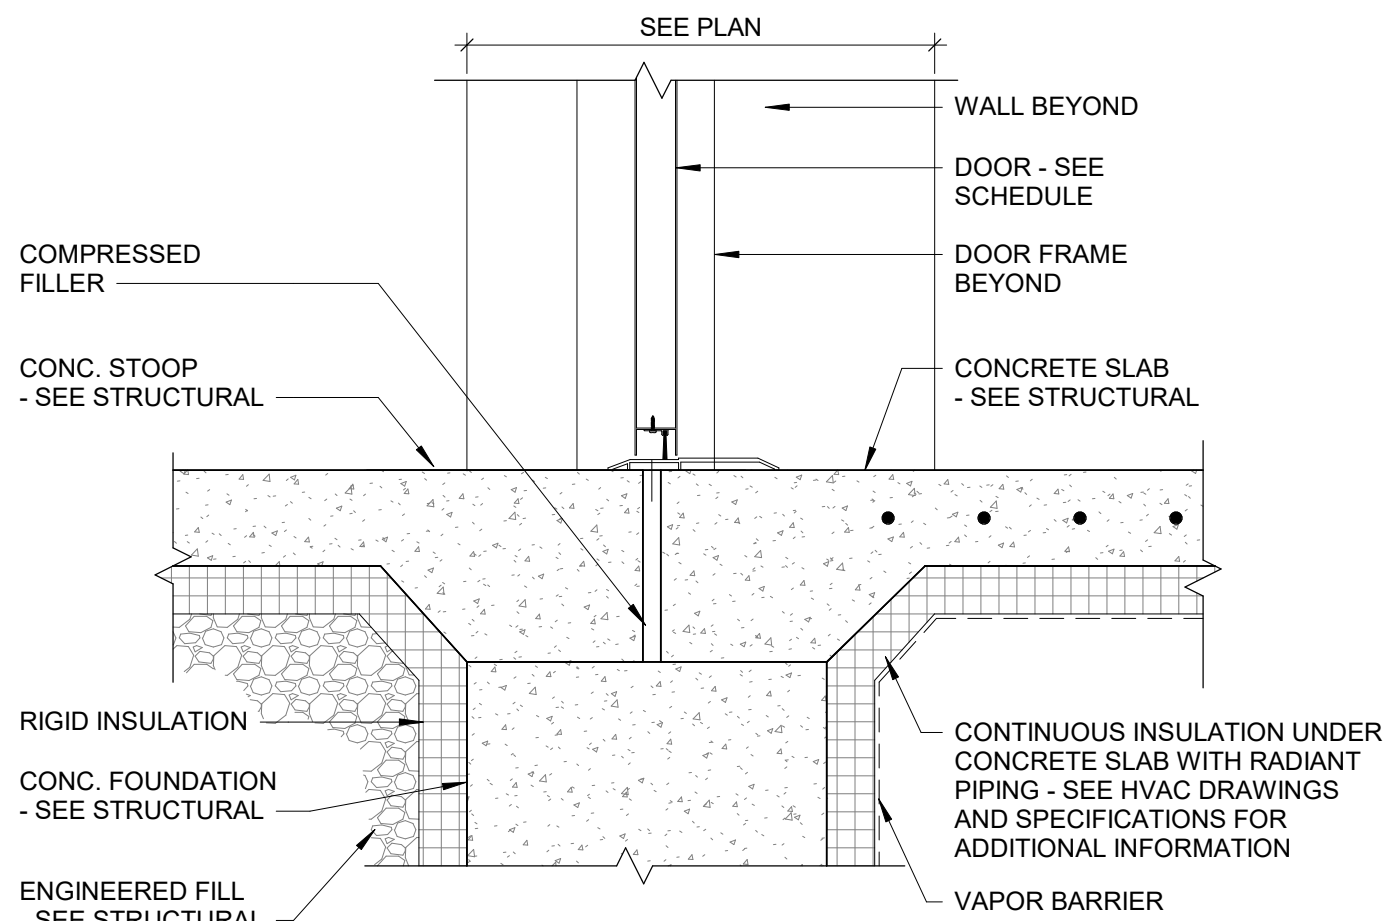 SEE PLAN
WALL BEYOND
DOOR - SEE
SCHEDULE
DOOR FRAME
BEYOND
COMPRESSED
FILLER
CONC. STOOP
- SEE STRUCTURAL
CONCRETE SLAB
- SEE STRUCTURAL
RIGID INSULATION
CONC. FOUNDATION
- SEE STRUCTURAL
ENGINEERED FILL
- SEE STRUCTURAL
CONTINUOUS INSULATION UNDER
CONCRETE SLAB WITH RADIANT
PIPING - SEE HVAC DRAWINGS
AND SPECIFICATIONS FOR
ADDITIONAL INFORMATION
VAPOR BARRIER